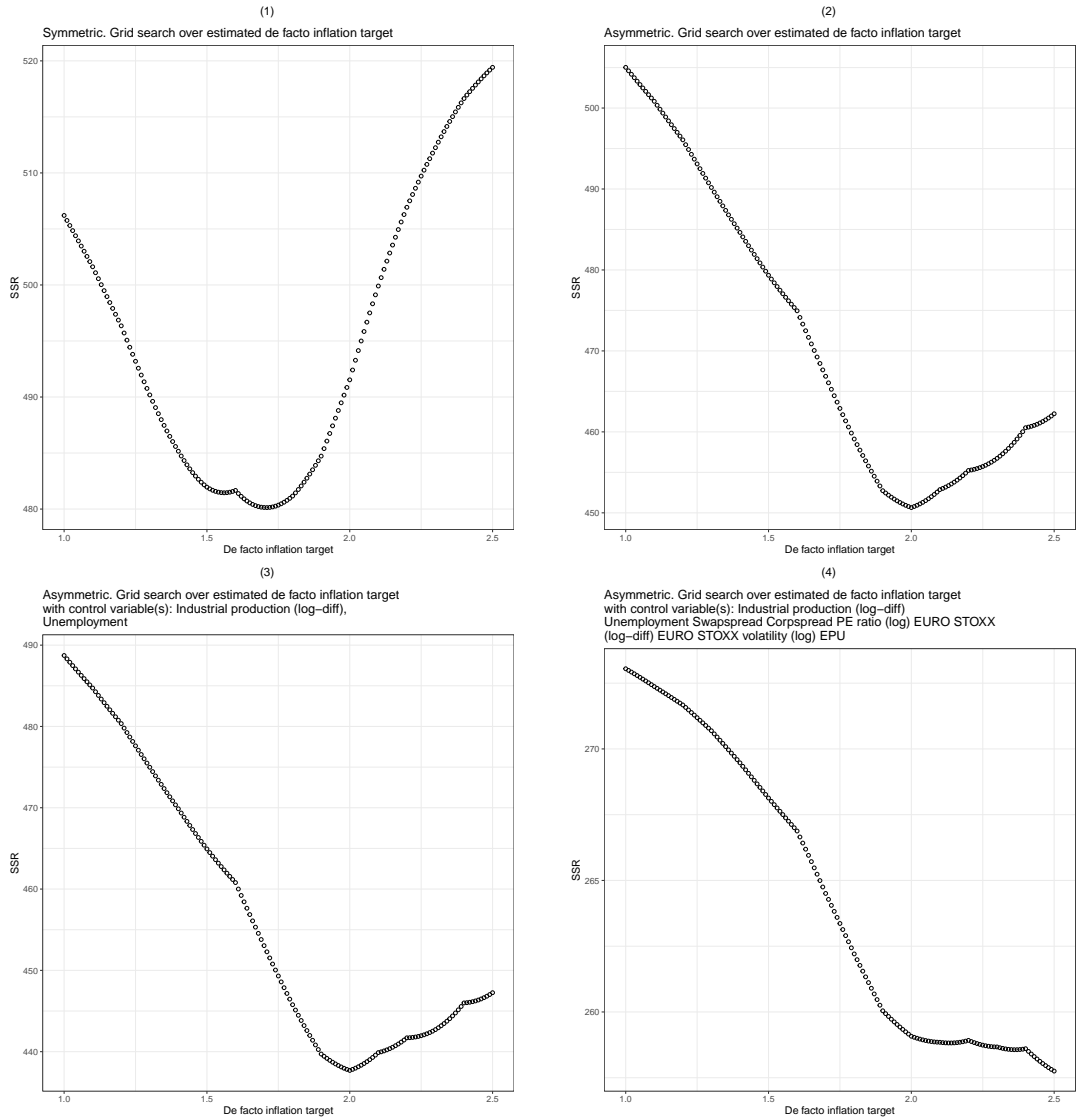 (1)
Symmetric. Grid search over estimated de facto inflation target
520
510
500
490
480
SSR
1.0
1.5
2.0
2.5
De facto inflation target
(2)
Asymmetric. Grid search over estimated de facto inflation target
500
490
480
470
460
450
SSR
1.0
1.5
2.0
2.5
De facto inflation target
(3)
Asymmetric. Grid search over estimated de facto inflation target
with control variable(s): Industrial production (log−diff),
Unemployment
490
480
470
460
450
440
SSR
1.0
1.5
2.0
2.5
De facto inflation target
(4)
Asymmetric. Grid search over estimated de facto inflation target
with control variable(s): Industrial production (log−diff)
Unemployment Swapspread Corpspread PE ratio (log) EURO STOXX
(log−diff) EURO STOXX volatility (log) EPU
270
265
260
SSR
1.0
1.5
2.0
2.5
De facto inflation target